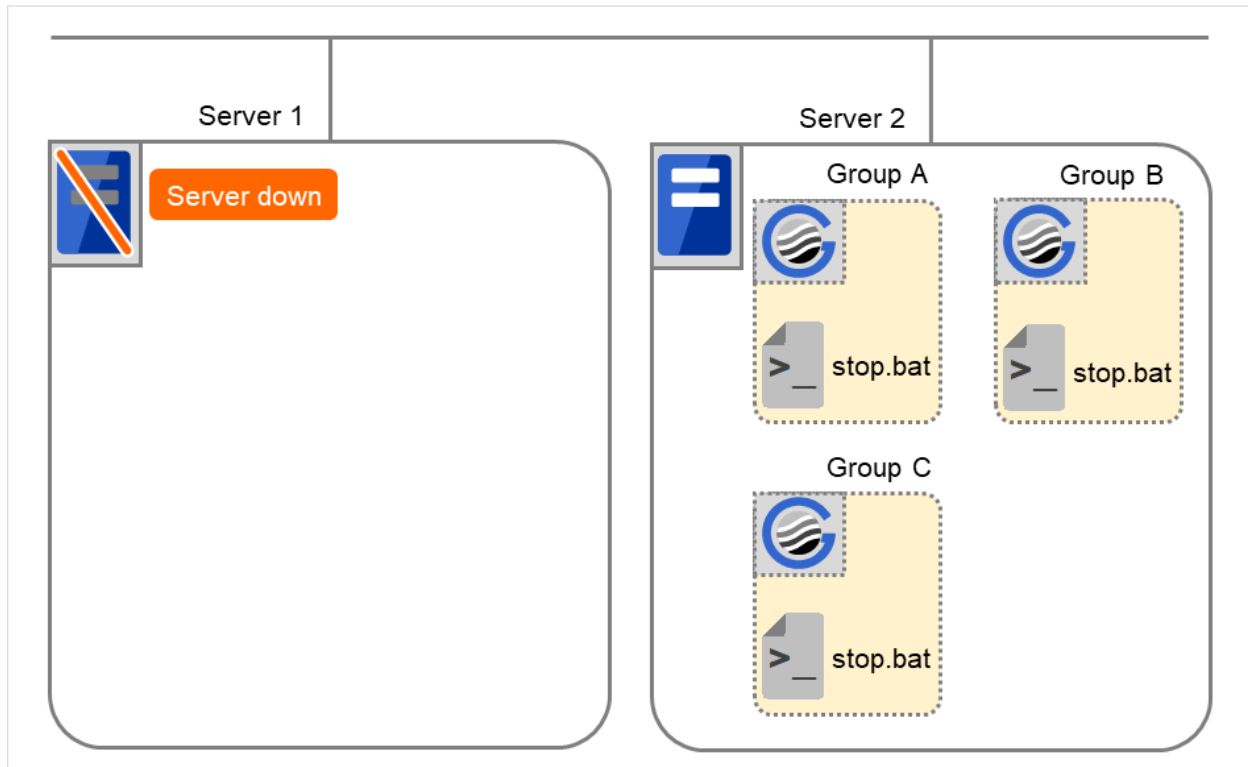 Server 1
Server down
Server 2
Group A
Group B
>_ stop.bat
>_ stop.bat
Group C
>_ stop.bat